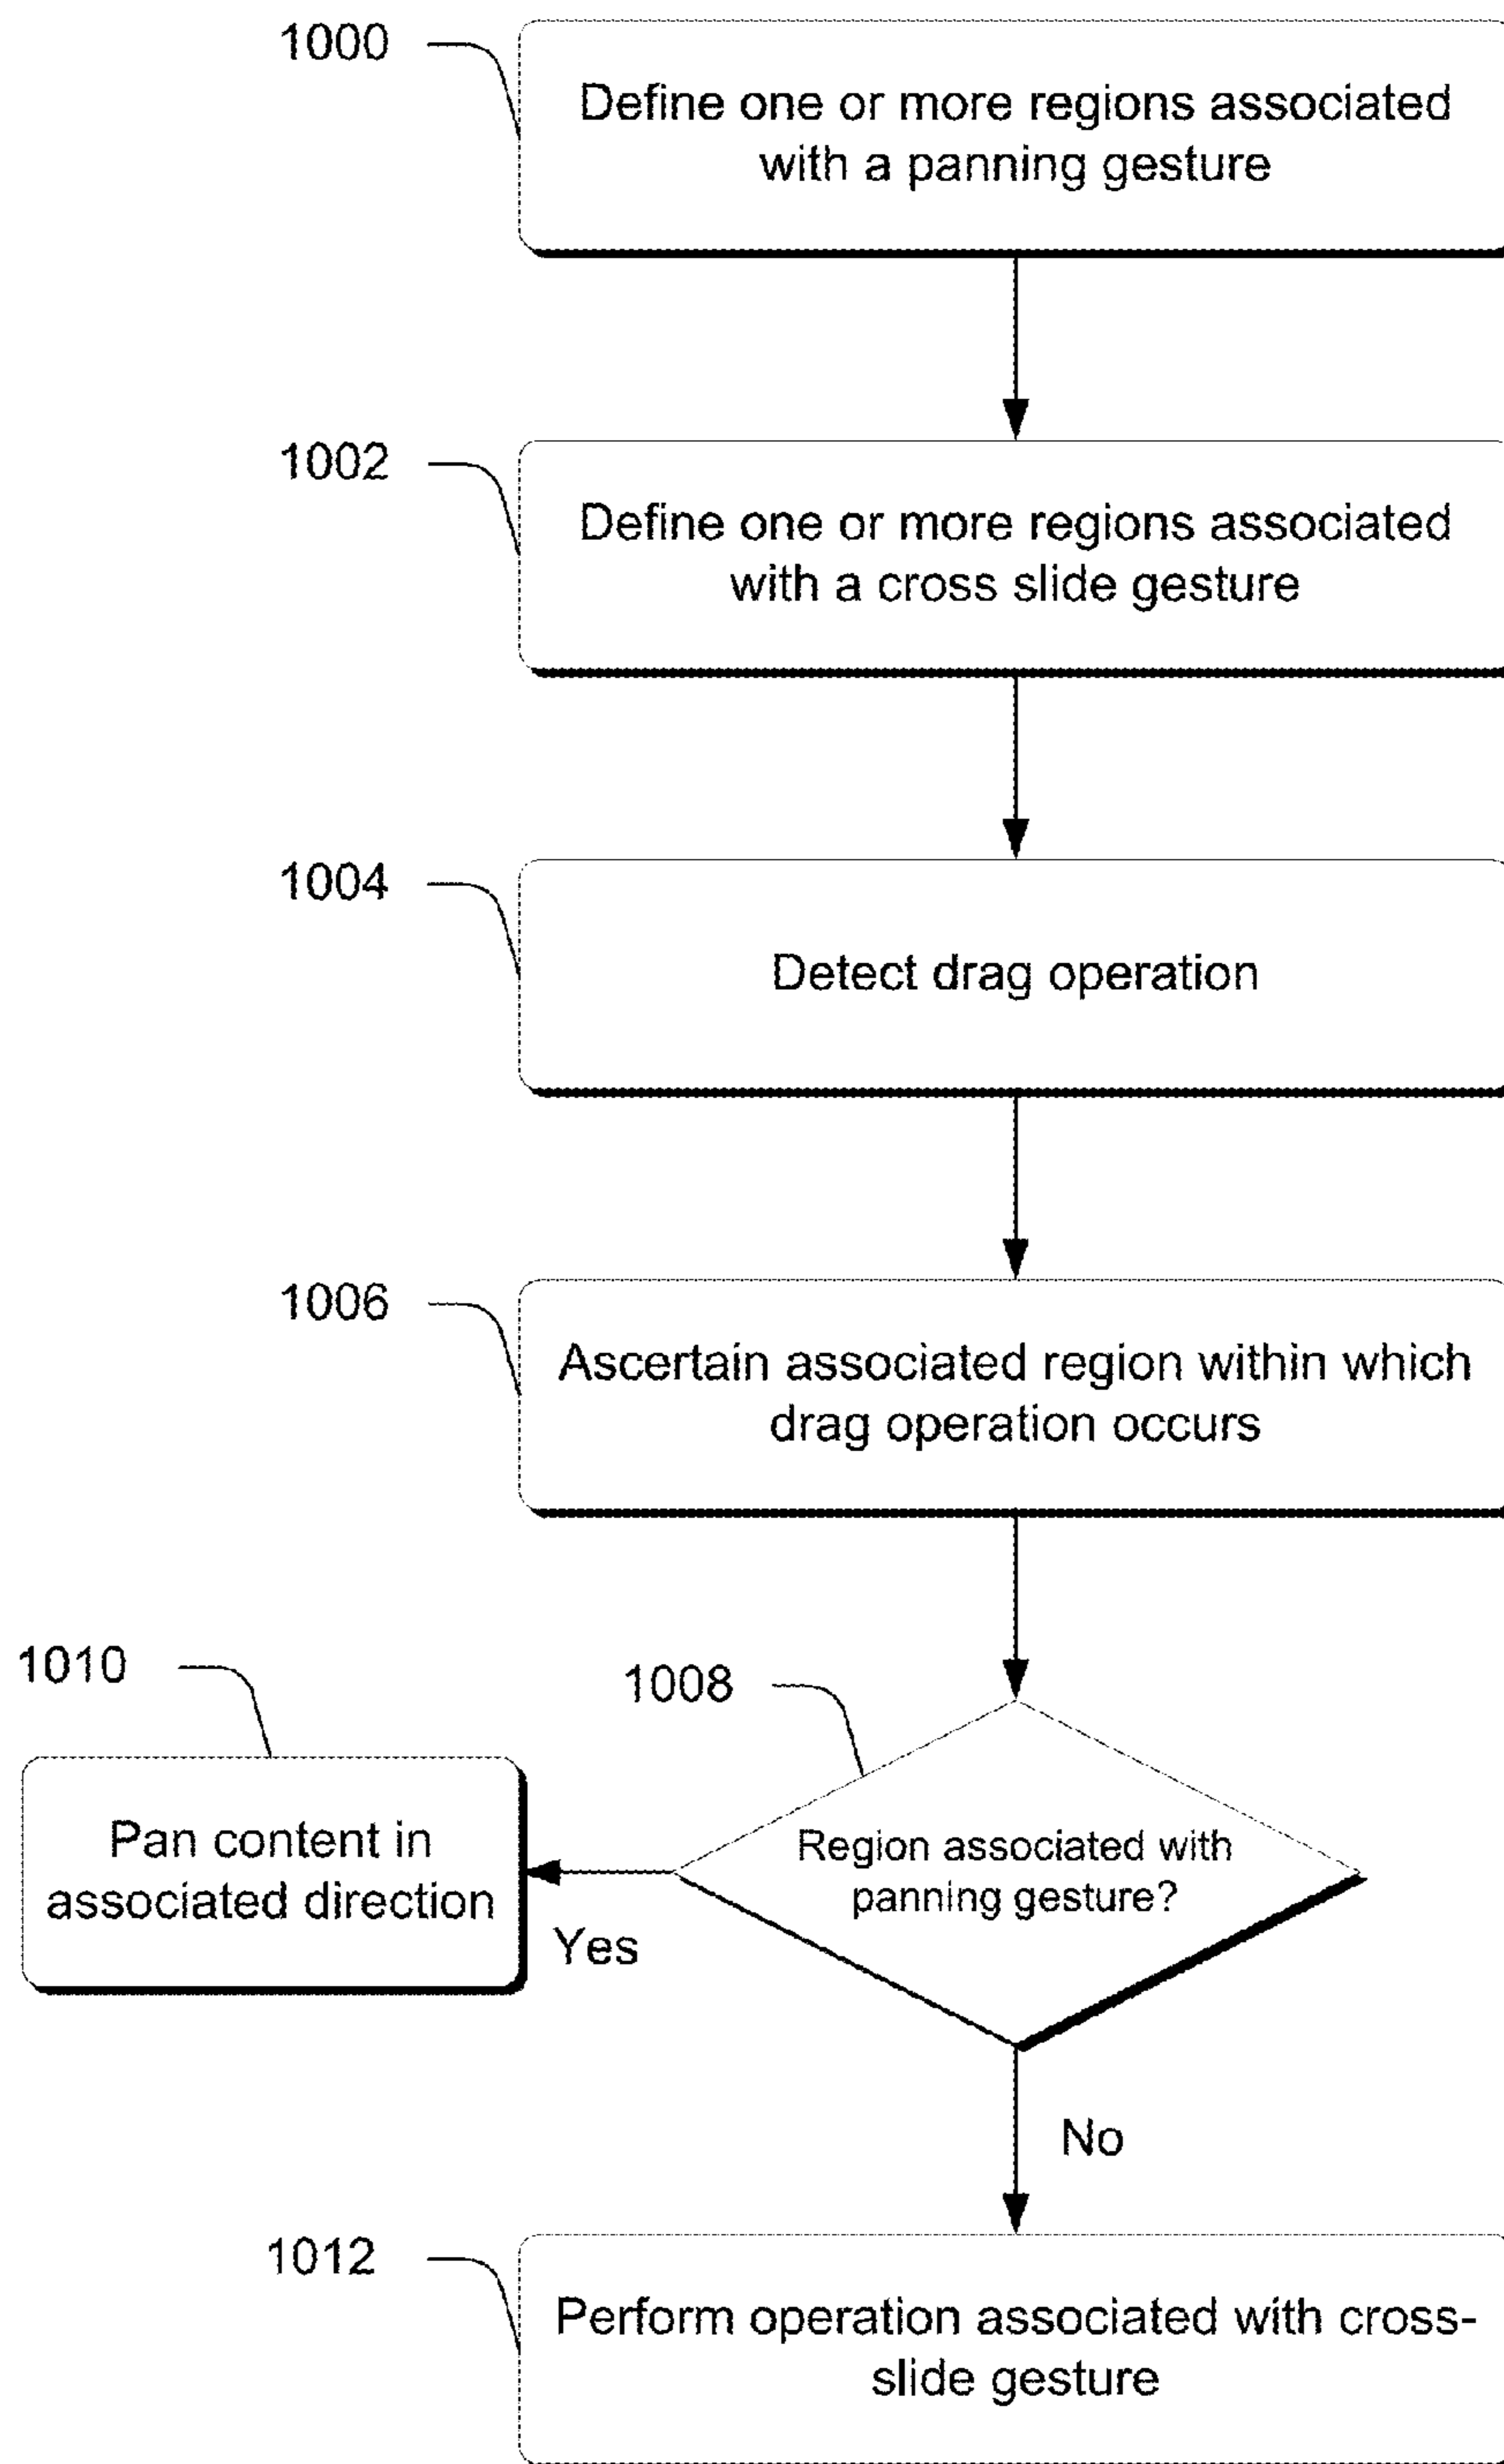 1000
Define one or more regions associated
with a panning gesture
1002
Define one or more regions associated
with a cross slide gesture
1004
Detect drag operation
1006
Ascertain associated region within which
drag operation occurs
1010
1008
Pan content in
associated direction
Region associated with
panning gesture?
Yes
No
1012
Perform operation associated with cross-
slide gesture